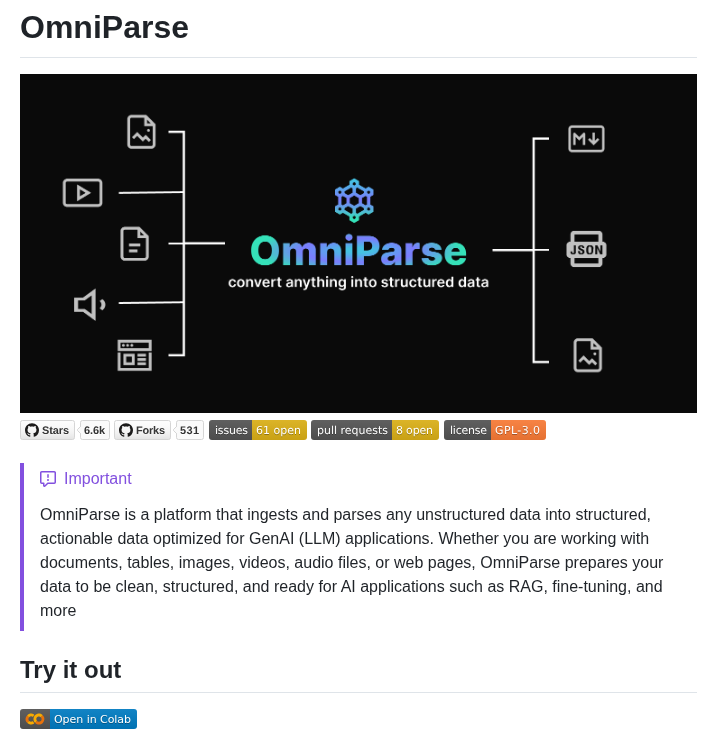 OmniParse
M
JSON
OmniParse
convert anything into structured data
Stars 6.6k Forks 531 issues 61 open pull requests 8 open license GPL-3.0
Important
OmniParse is a platform that ingests and parses any unstructured data into structured,
actionable data optimized for GenAI (LLM) applications. Whether you are working with
documents, tables, images, videos, audio files, or web pages, OmniParse prepares your
data to be clean, structured, and ready for AI applications such as RAG, fine-tuning, and
more
Try it out
Open in Colab